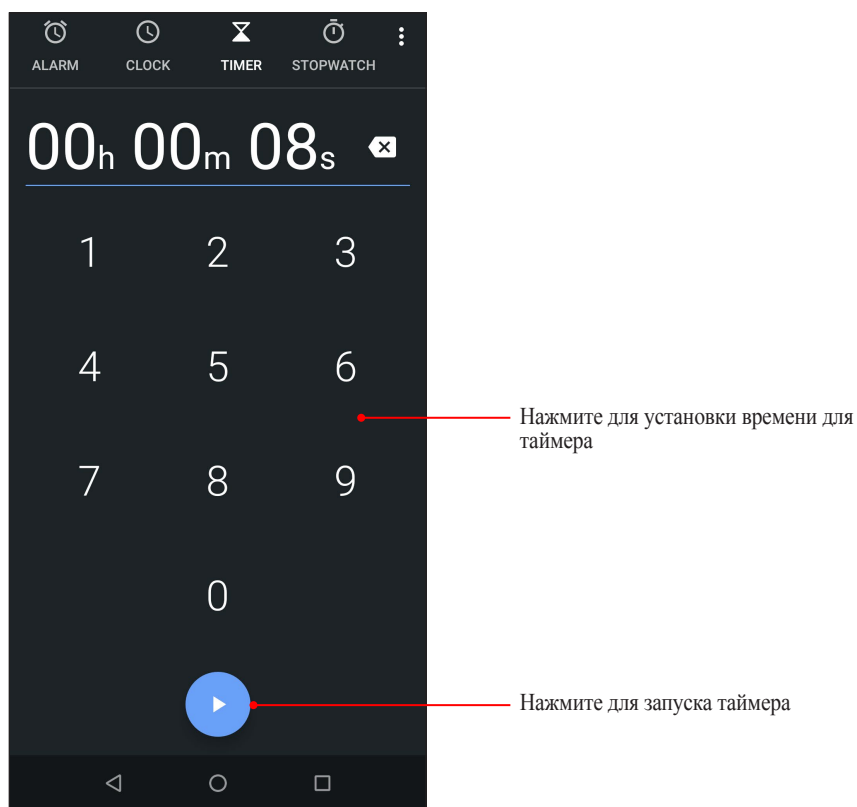 ALARM CLOCK TIMER STOPWATCH
00h 00m 08s
1 2 3
4 5 6
Нажмите для установки времени для
таймера
7 8 9
0
Нажмите для запуска таймера